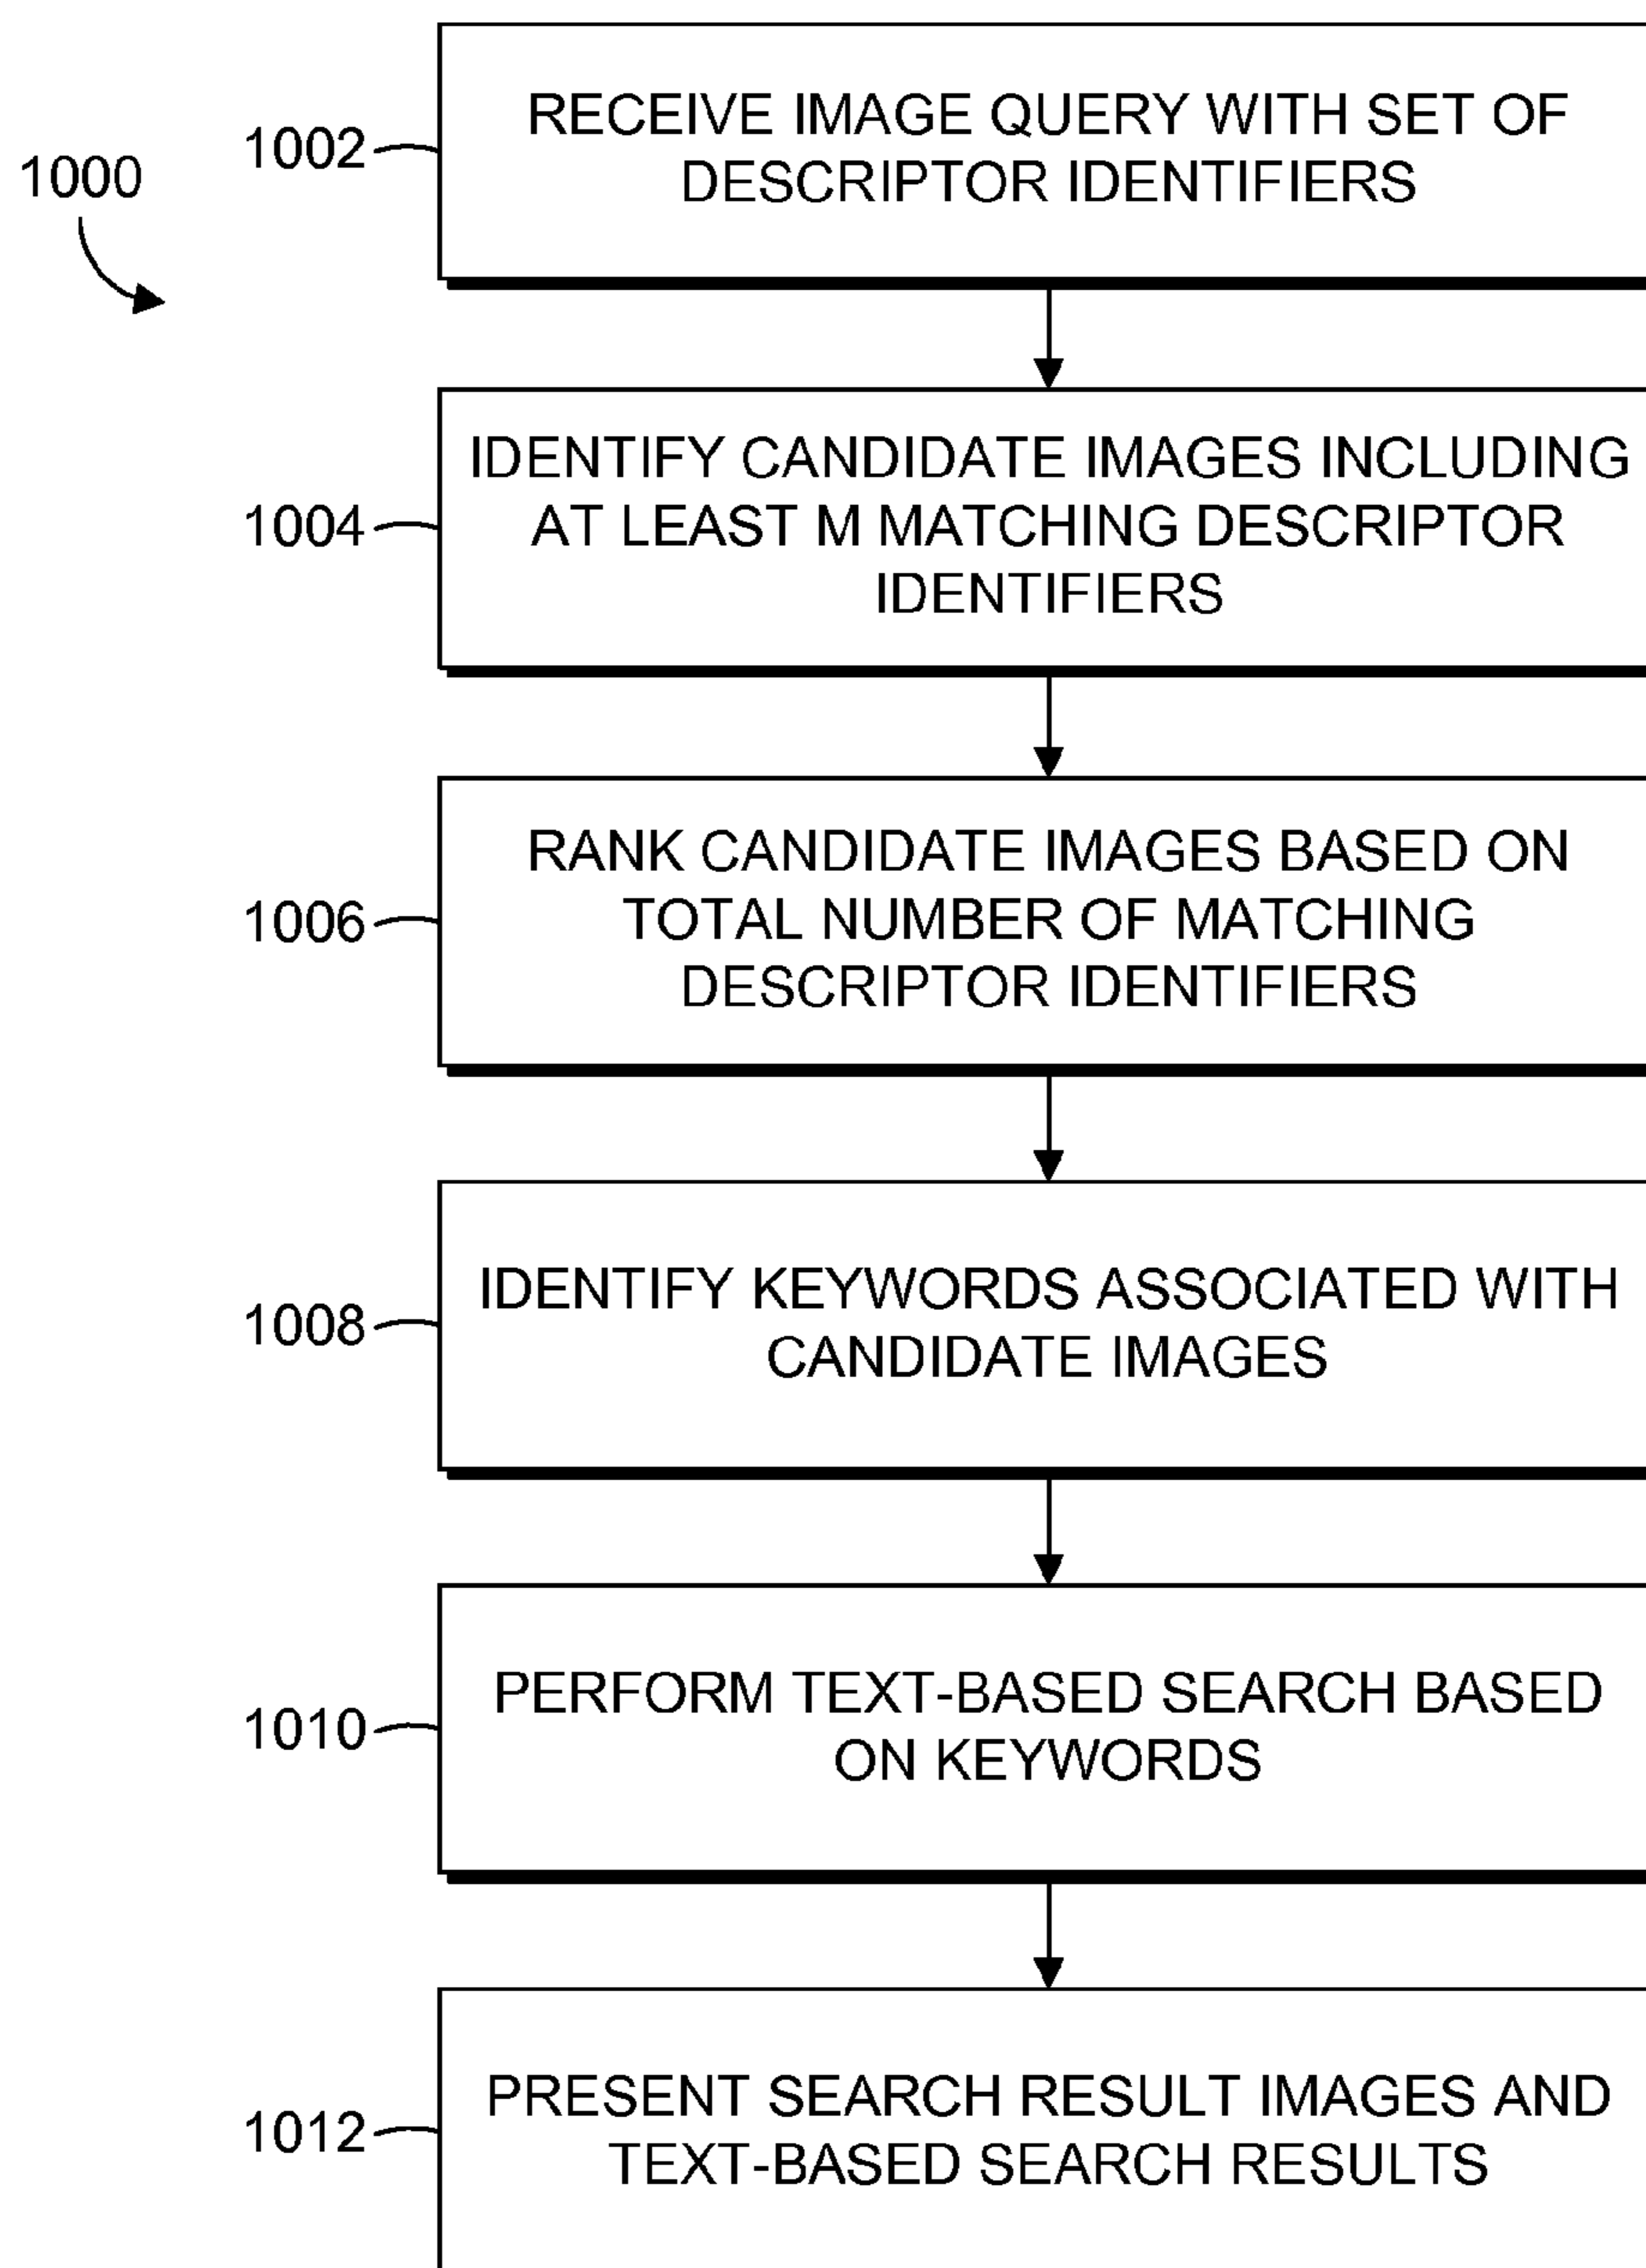 1000
1002
RECEIVE IMAGE QUERY WITH SET OF
DESCRIPTOR IDENTIFIERS
1004
IDENTIFY CANDIDATE IMAGES INCLUDING
AT LEAST M MATCHING DESCRIPTOR
IDENTIFIERS
1006
RANK CANDIDATE IMAGES BASED ON
TOTAL NUMBER OF MATCHING
DESCRIPTOR IDENTIFIERS
1008
IDENTIFY KEYWORDS ASSOCIATED WITH
CANDIDATE IMAGES
1010
PERFORM TEXT-BASED SEARCH BASED
ON KEYWORDS
1012
PRESENT SEARCH RESULT IMAGES AND
TEXT-BASED SEARCH RESULTS